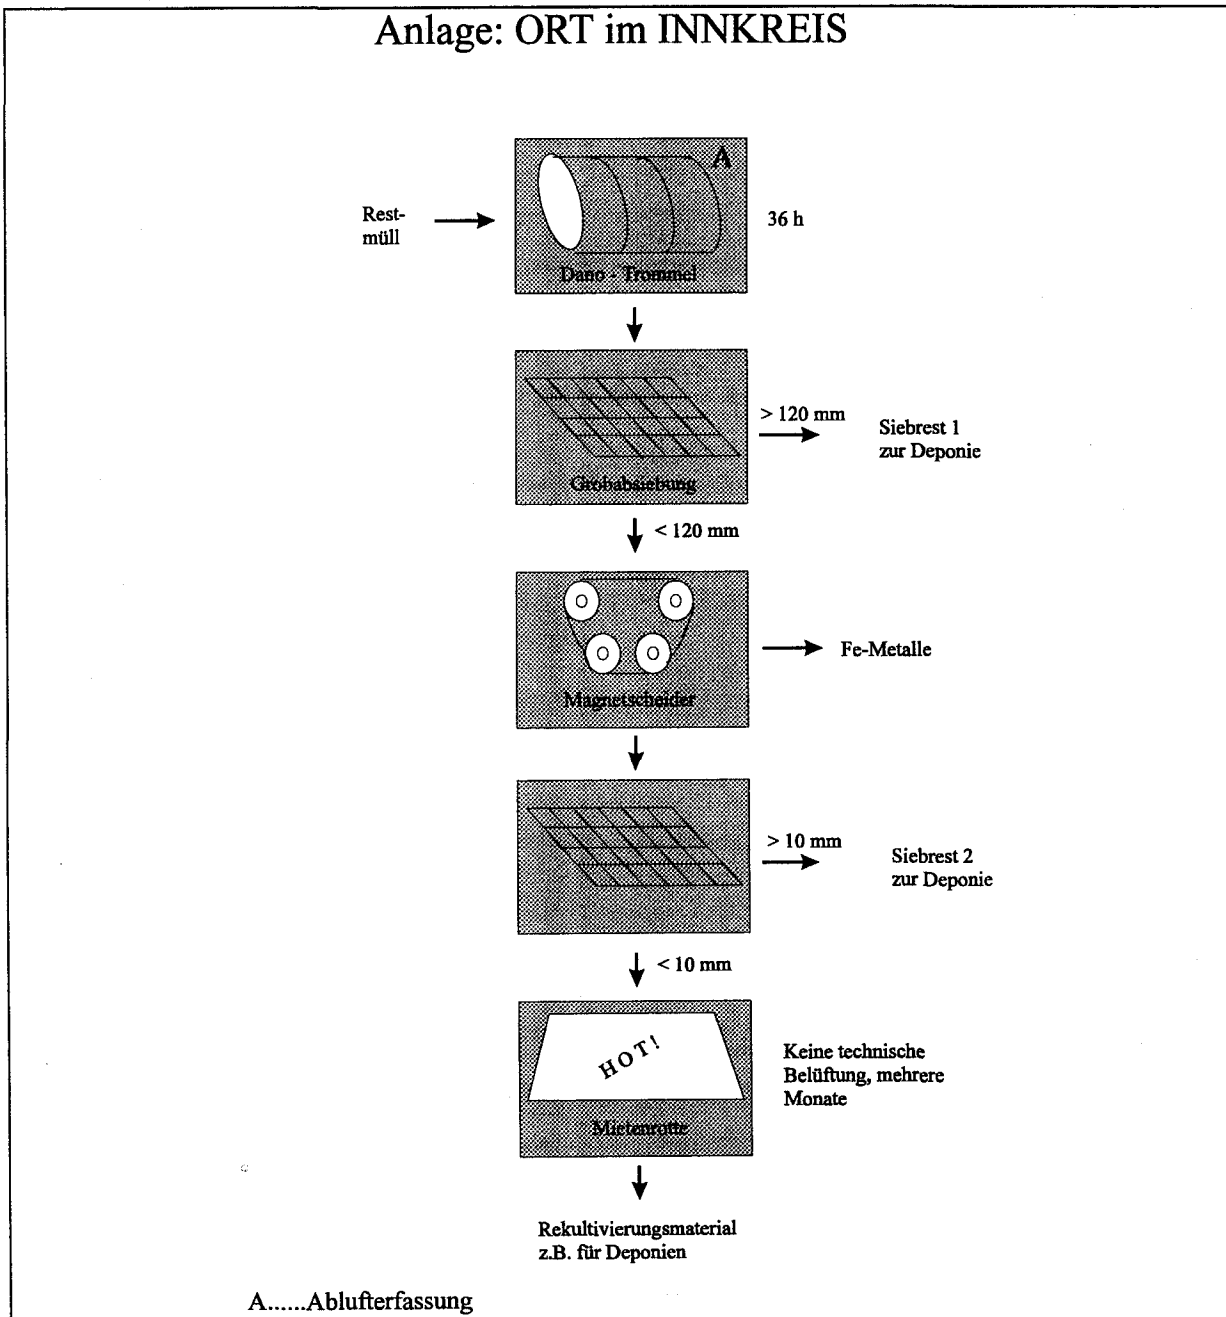 Anlage: ORT im INNKREIS
A
Rest-
müll
36 h
Dano - Trommel
> 120 mm
Siebrest 1
zur Deponie
Grobabsiebung
< 120 mm
Fe-Metalle
Magnetscheider
> 10 mm
Siebrest 2
zur Deponie
< 10 mm
HOT!
Keine technische
Belüftung, mehrere
Monate
Mietenrotte
Rekultivierungsmaterial
z.B. für Deponien
A......Ablufterfassung